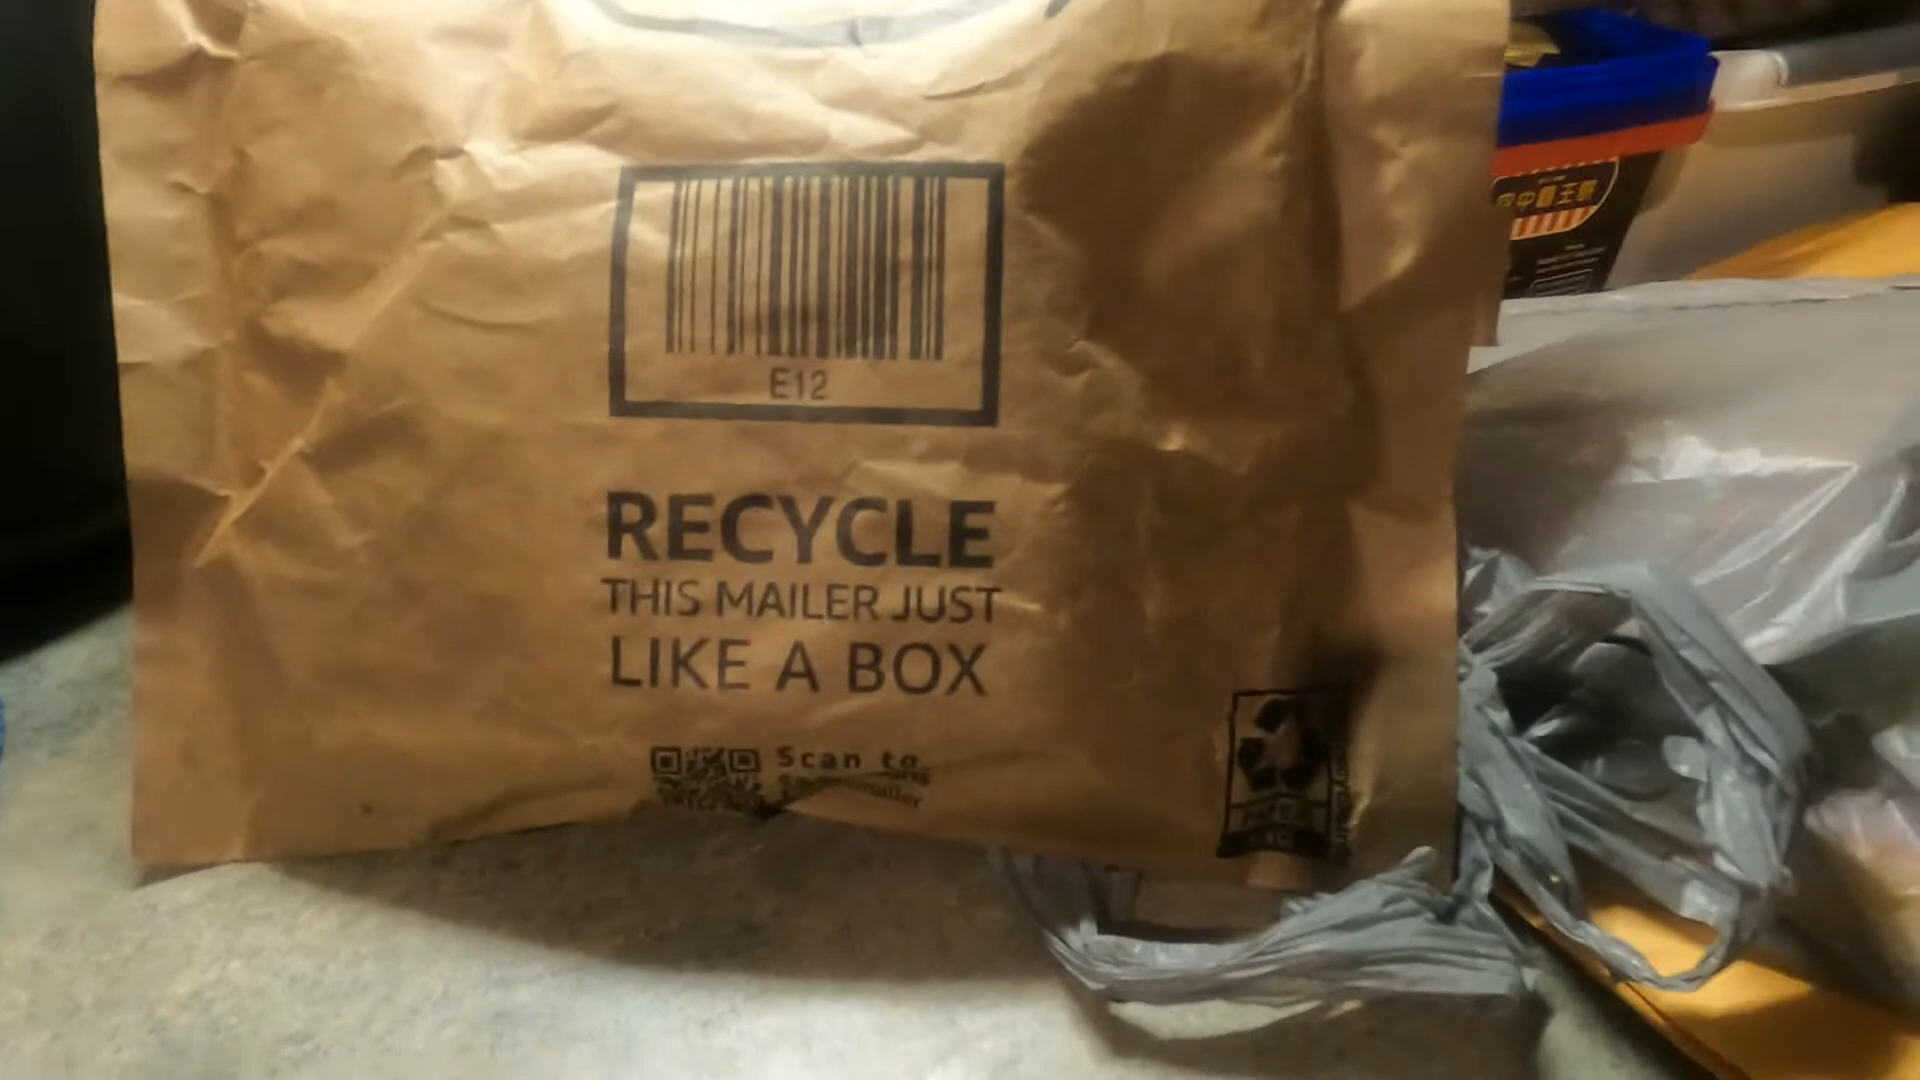 E12
RECYCLE
THIS MAILER JUST
LIKE A BOX
Scan to